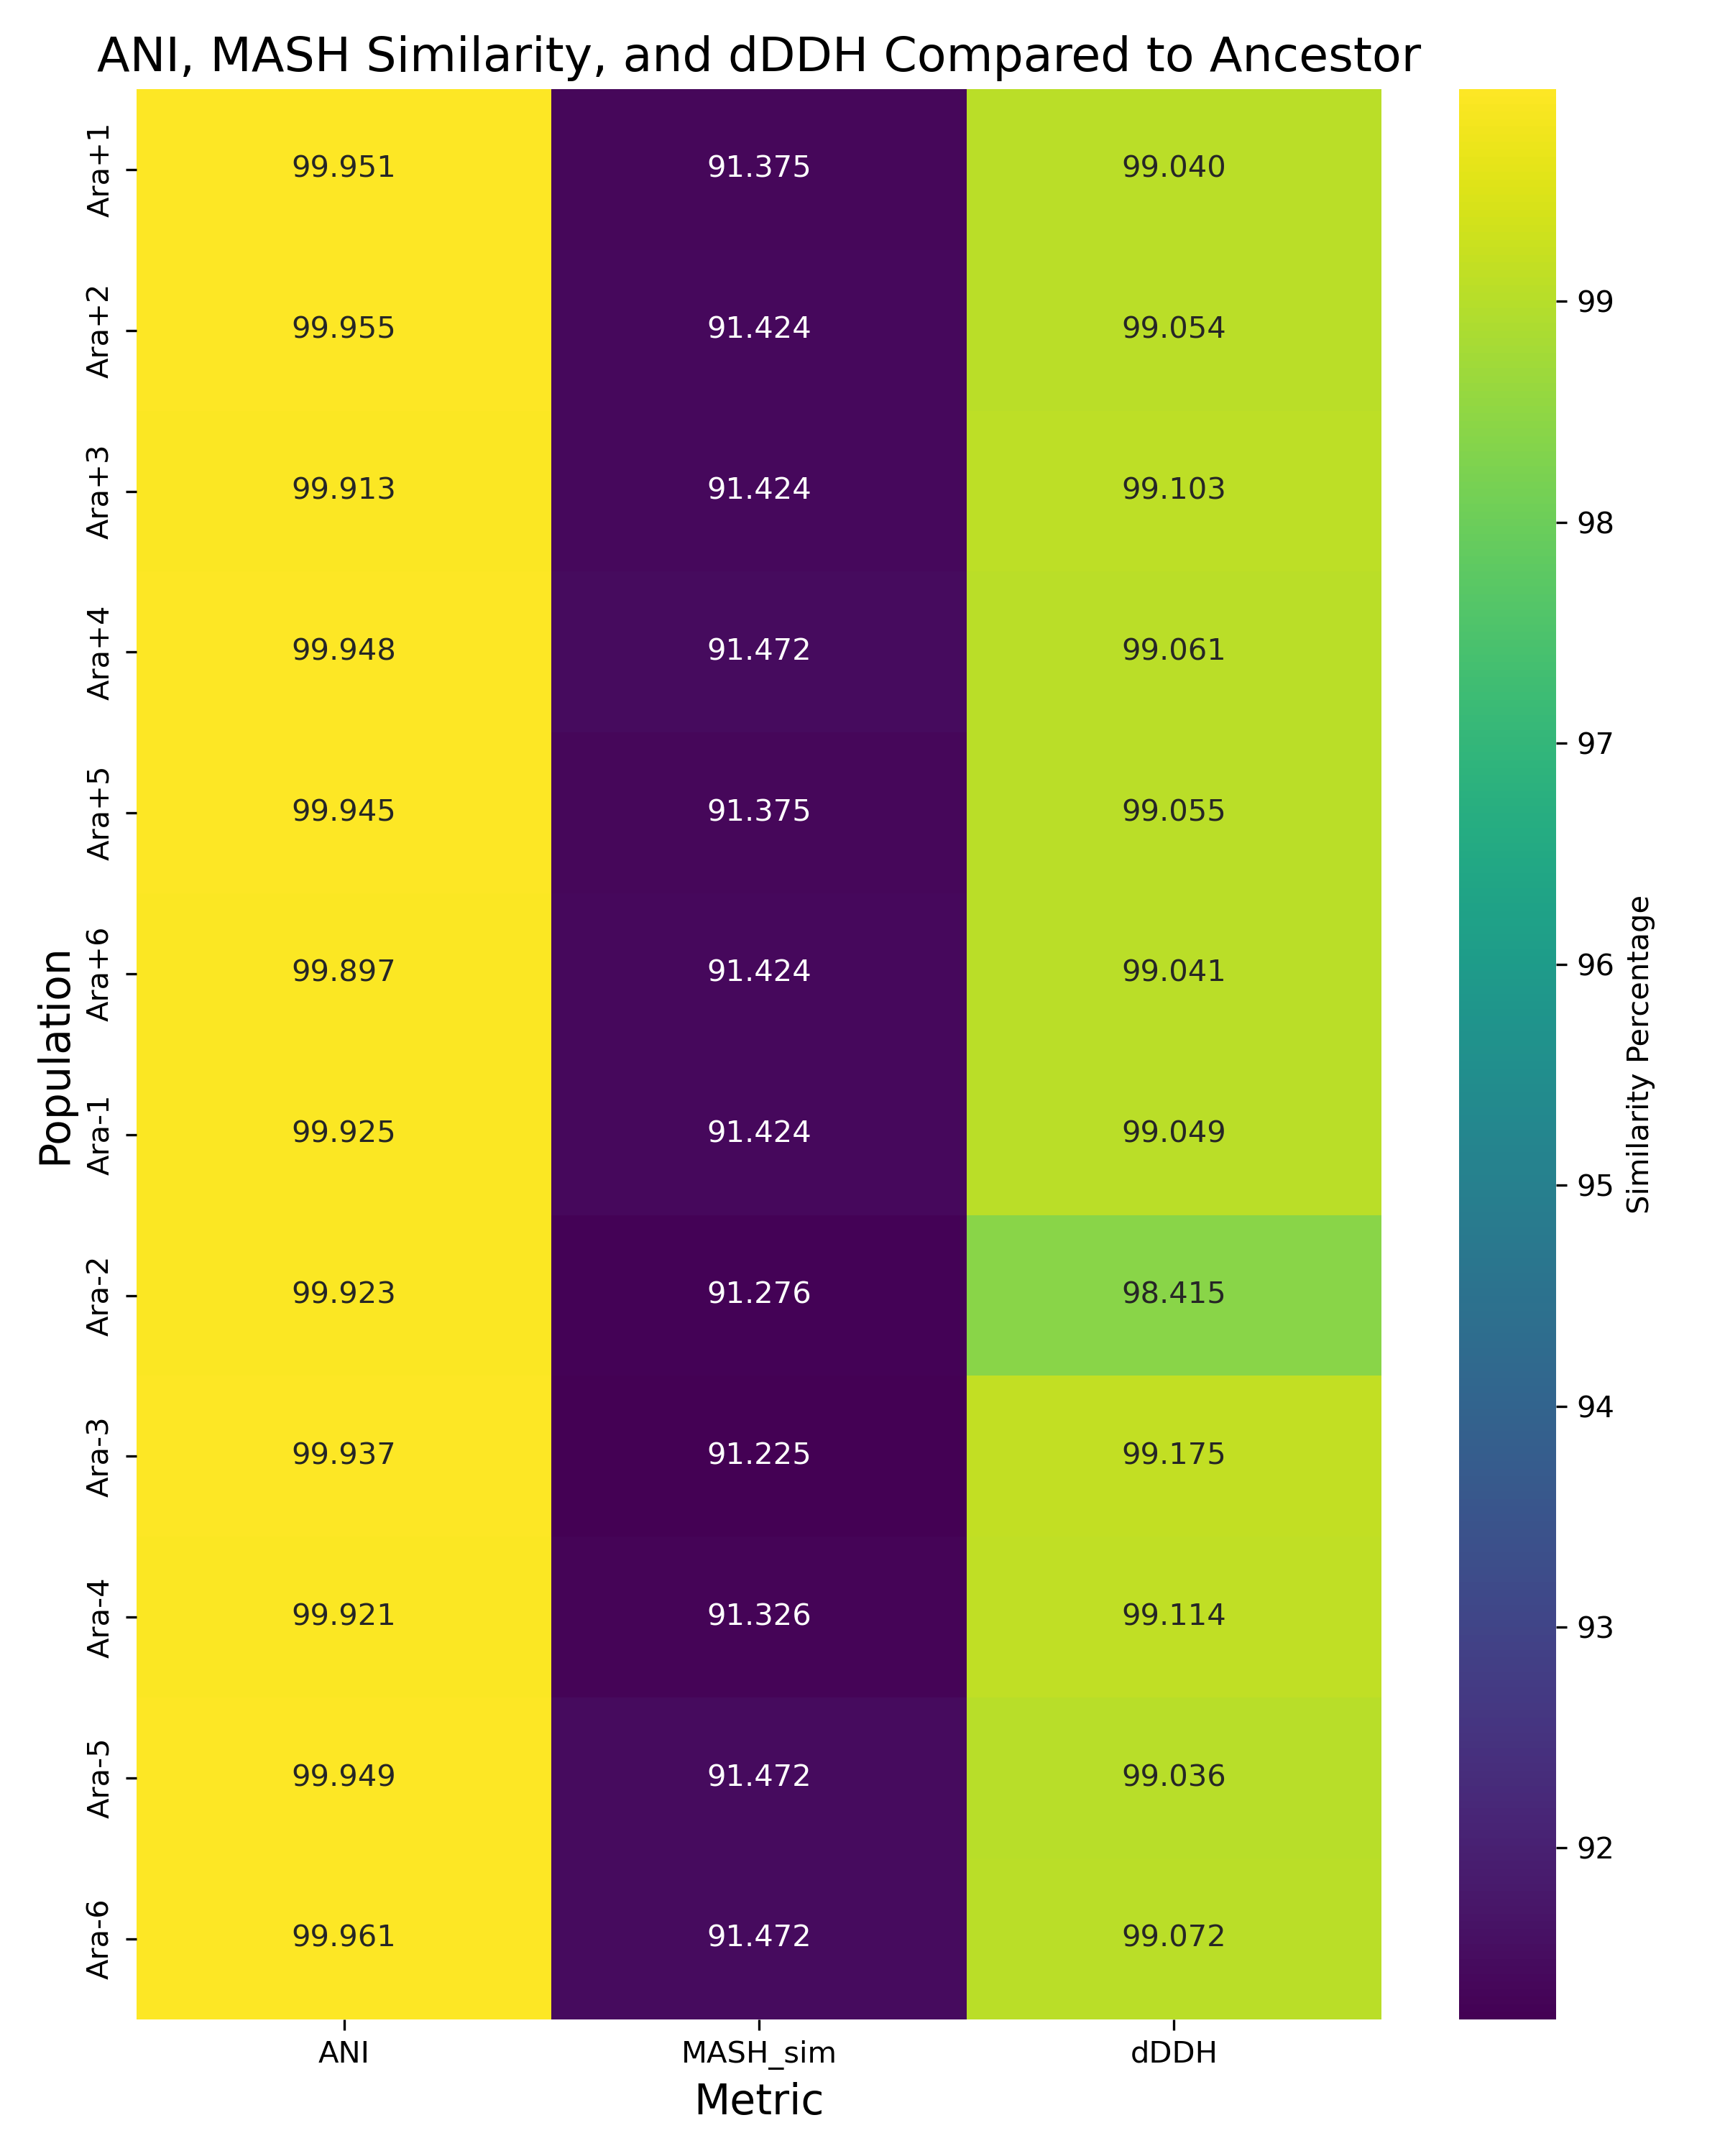 ANI, MASH Similarity, and dDDH Compared to Ancestor
Ara+1 99.951 91.375 99.040
Ara+2 99.955 91.424 99.054
Ara+3 99.913 91.424 99.103
Ara+4 99.948 91.472 99.061
Ara+5 99.945 91.375 99.055
Ara+6 99.897 91.424 99.041
Ara-1 99.925 91.424 99.049
Ara-2 99.923 91.276 98.415
Ara-3 99.937 91.225 99.175
Ara-4 99.921 91.326 99.114
Ara-5 99.949 91.472 99.036
Ara-6 99.961 91.472 99.072
Population
ANI MASH_sim dDDH
Metric
99
98
97
96
95
94
93
92
Similarity Percentage